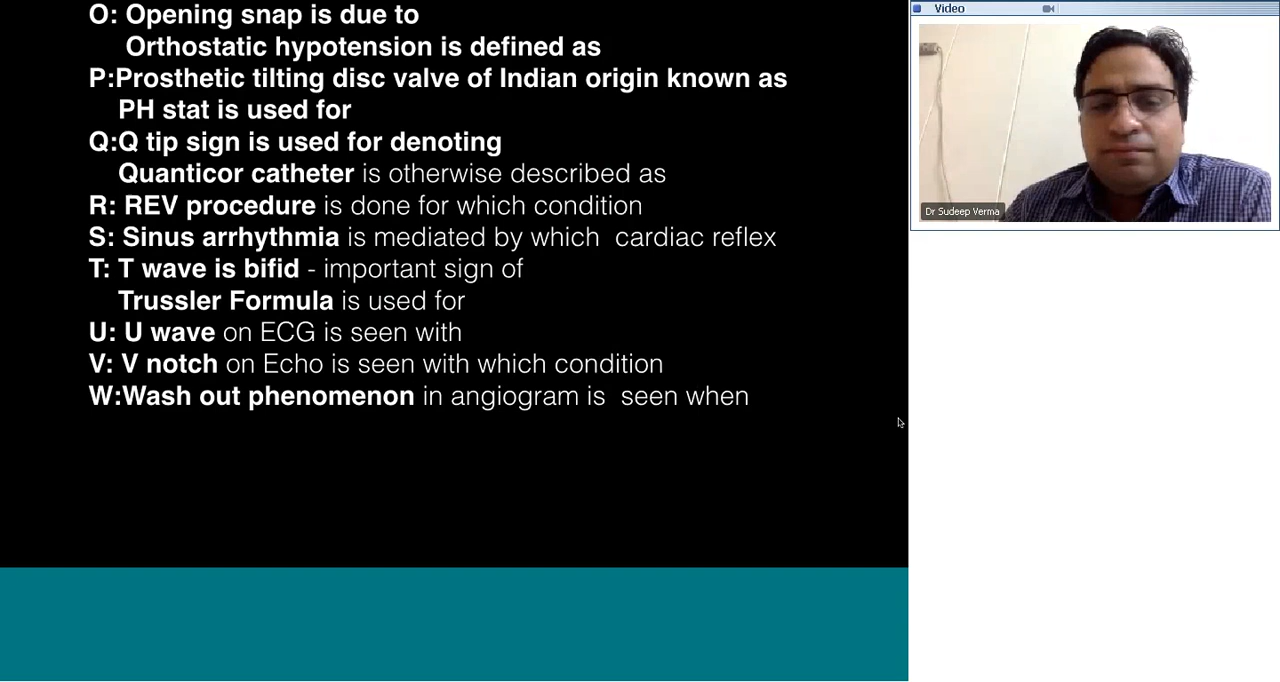 O: Opening snap is due to
Orthostatic hypotension is defined as
P:Prosthetic tilting disc valve of Indian origin known as
PH stat is used for
Q:Q tip sign is used for denoting
Quanticor catheter is otherwise described as
R: REV procedure is done for which condition
S: Sinus arrhythmia is mediated by which cardiac reflex
T: T wave is bifid - important sign of
Trussler Formula is used for
U: U wave on ECG is seen with
V: V notch on Echo is seen with which condition
W:Wash out phenomenon in angiogram is seen when
Video
Dr Sudeep Verma